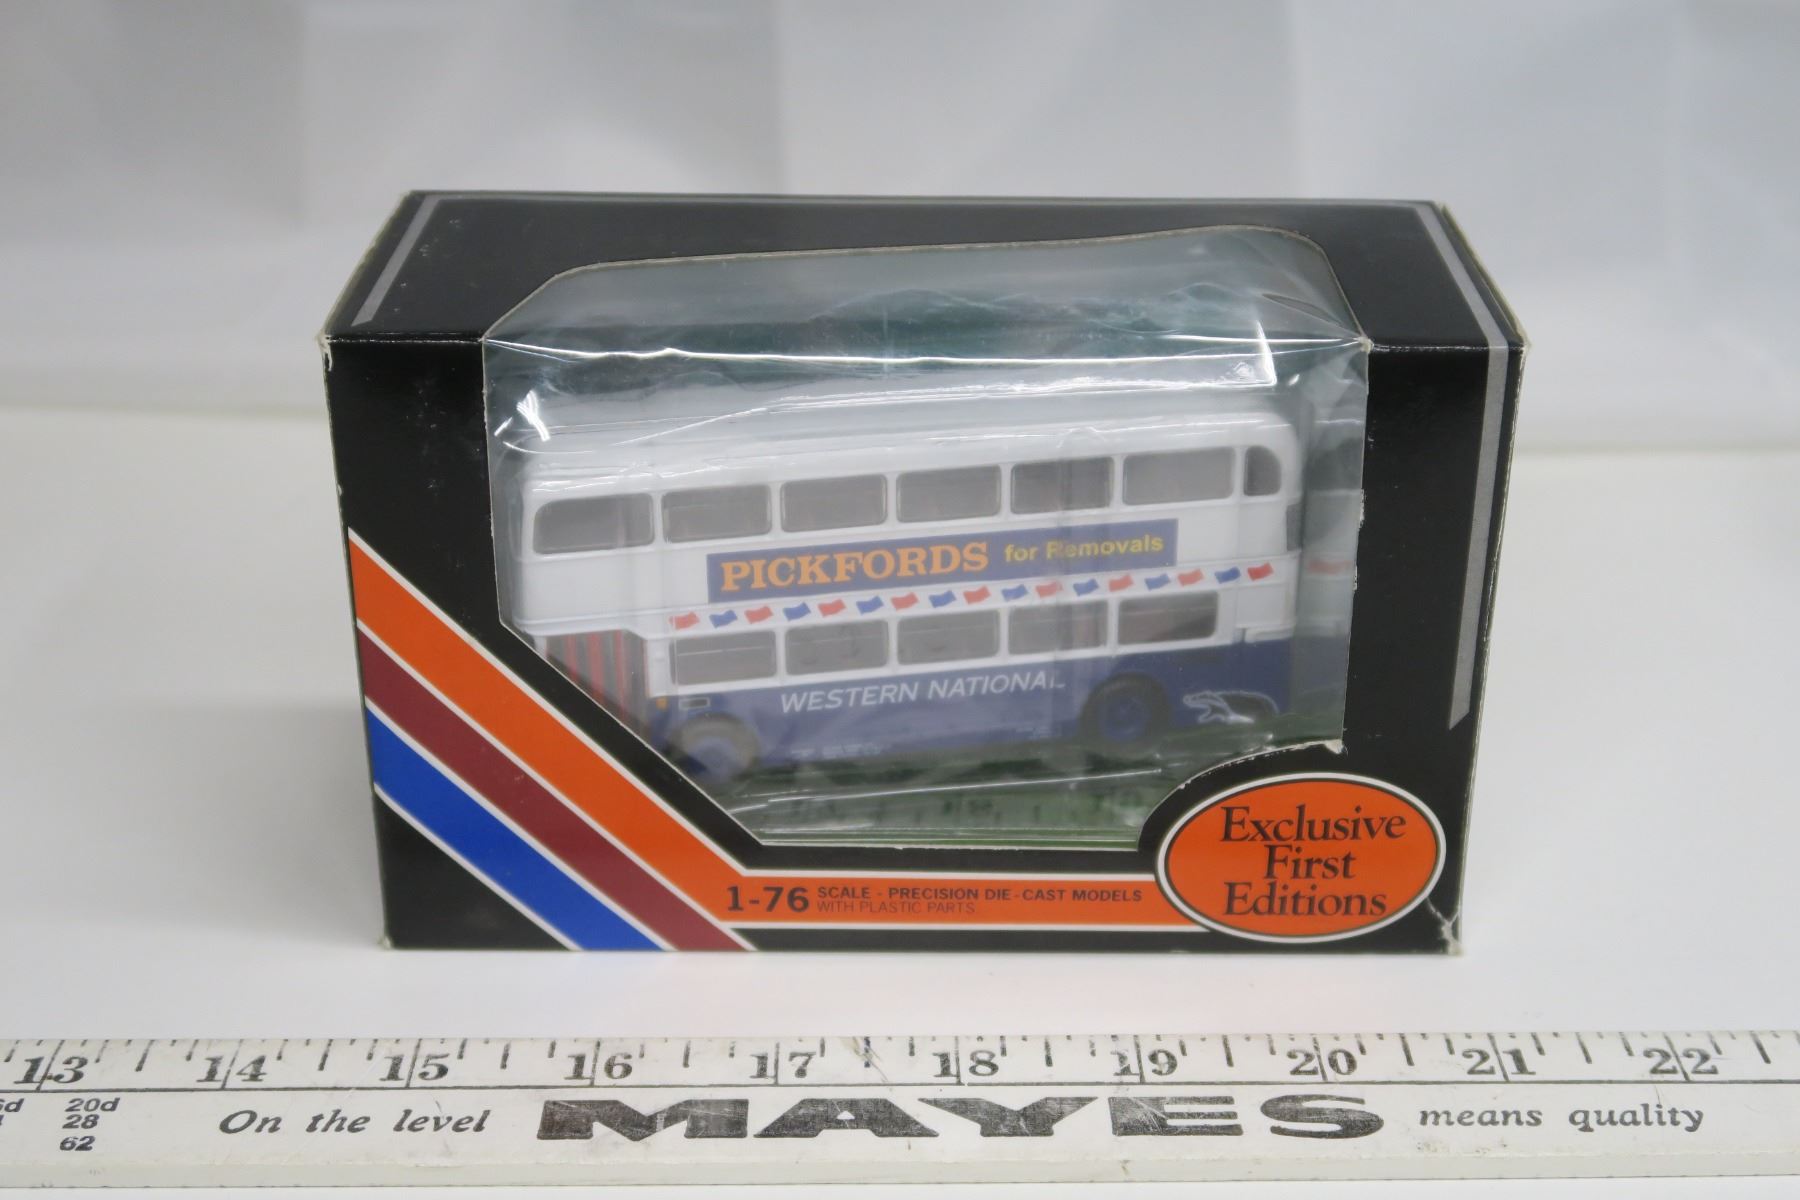 PICKFORDS for Removals
WESTERN NATIONAL
Exclusive
First
Editions
1-76 SCALE - PRECISION DIE-CAST MODELS
WITH PLASTIC PARTS
13 14 15 16 17 18 19 20 21 22
20d
28
62
On the level MAYES means quality